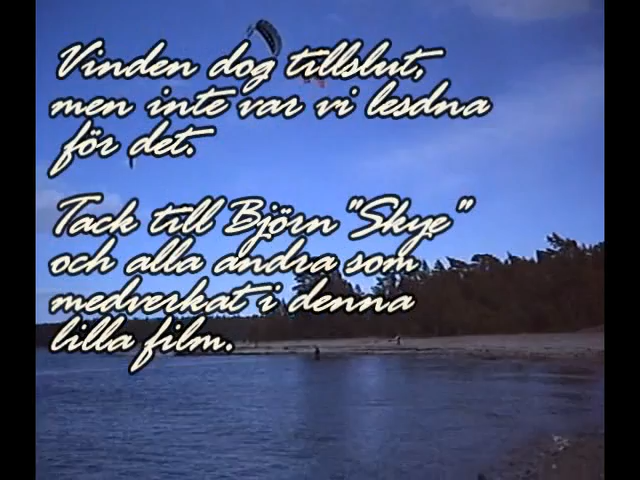 Vinden dog tillslut,
men inte var vi lesdna
för det.
Tack till Björn "Skye"
och alla andra som
medverkat i denna
lilla film.